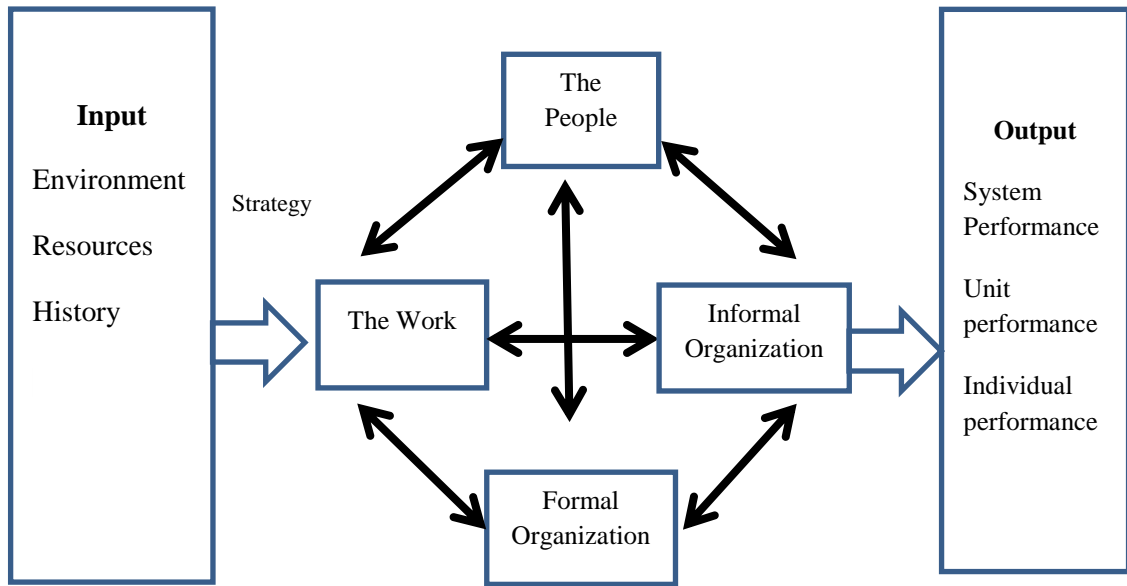 Input
Environment
Resources
History
Strategy
The
People
The Work
Informal
Organization
Formal
Organization
Output
System
Performance
Unit
performance
Individual
performance